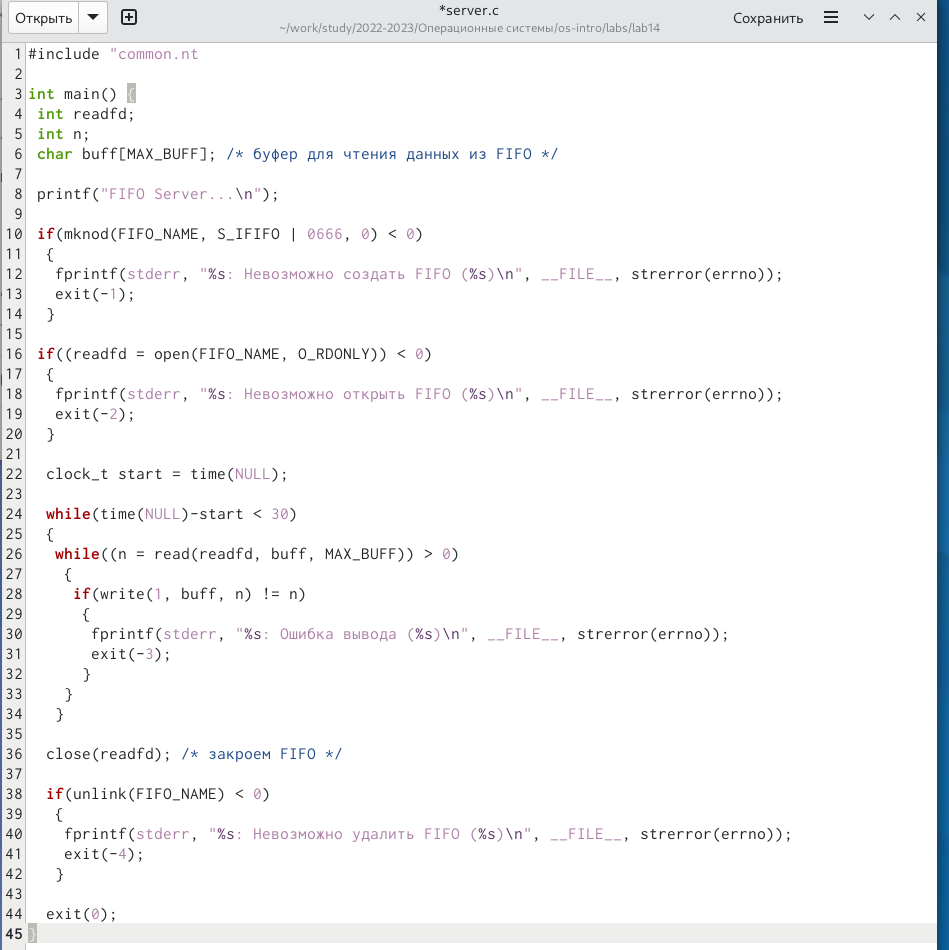 Открыть
*server.c
~/work/study/2022-2023/Операционные системы/os-intro/labs/lab14
Сохранить
1 #include "common.nt
2
3 int main() {
4 int readfd;
5 int n;
6 char buff[MAX_BUFF]; /* буфер для чтения данных из FIFO */
7
8 printf("FIFO Server...\n");
9
10 if(mknod(FIFO_NAME, S_IFIFO | 0666, 0) < 0)
11 {
12 fprintf(stderr, "%s: Невозможно создать FIFO (%s)\n", __FILE__, strerror(errno));
13 exit(-1);
14 }
15
16 if((readfd = open(FIFO_NAME, O_RDONLY)) < 0)
17 {
18 fprintf(stderr, "%s: Невозможно открыть FIFO (%s)\n", __FILE__, strerror(errno));
19 exit(-2);
20 }
21
22 clock_t start = time(NULL);
23
24 while(time(NULL)-start < 30)
25 {
26 while((n = read(readfd, buff, MAX_BUFF)) > 0)
27 {
28 if(write(1, buff, n) != n)
29 {
30 fprintf(stderr, "%s: Ошибка вывода (%s)\n", __FILE__, strerror(errno));
31 exit(-3);
32 }
33 }
34 }
35
36 close(readfd); /* закроем FIFO */
37
38 if(unlink(FIFO_NAME) < 0)
39 {
40 fprintf(stderr, "%s: Невозможно удалить FIFO (%s)\n", __FILE__, strerror(errno));
41 exit(-4);
42 }
43
44 exit(0);
45 }